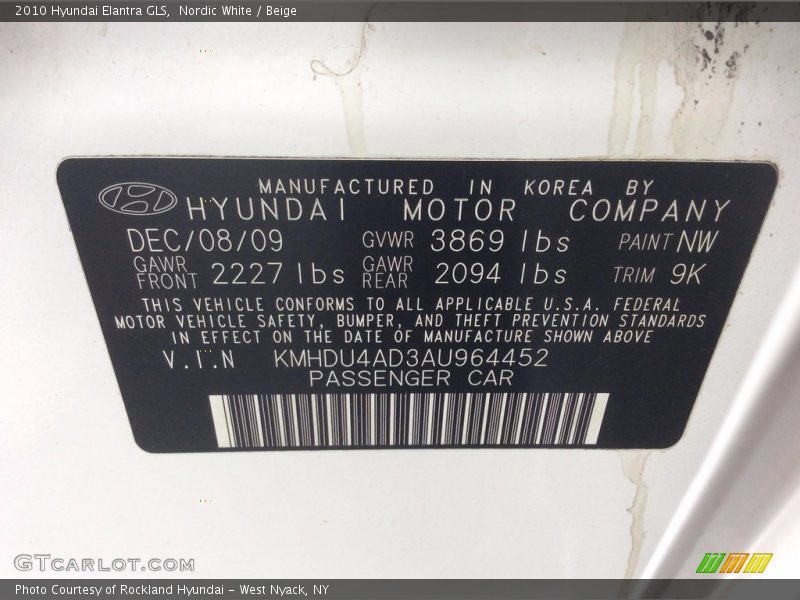 2010 Hyundai Elantra GLS, Nordic White / Beige
MANUFACTURED IN KOREA BY
HYUNDAI MOTOR COMPANY
DEC/08/09 GVWR 3869 lbs PAINT NW
GAWR FRONT 2227 lbs GAWR REAR 2094 lbs TRIM 9K
THIS VEHICLE CONFORMS TO ALL APPLICABLE U.S.A. FEDERAL
MOTOR VEHICLE SAFETY, BUMPER, AND THEFT PREVENTION STANDARDS
IN EFFECT ON THE DATE OF MANUFACTURE SHOWN ABOVE
V.I.N KMHDU4AD3AU964452
PASSENGER CAR
GTCARLOT.COM
Photo Courtesy of Rockland Hyundai - West Nyack, NY